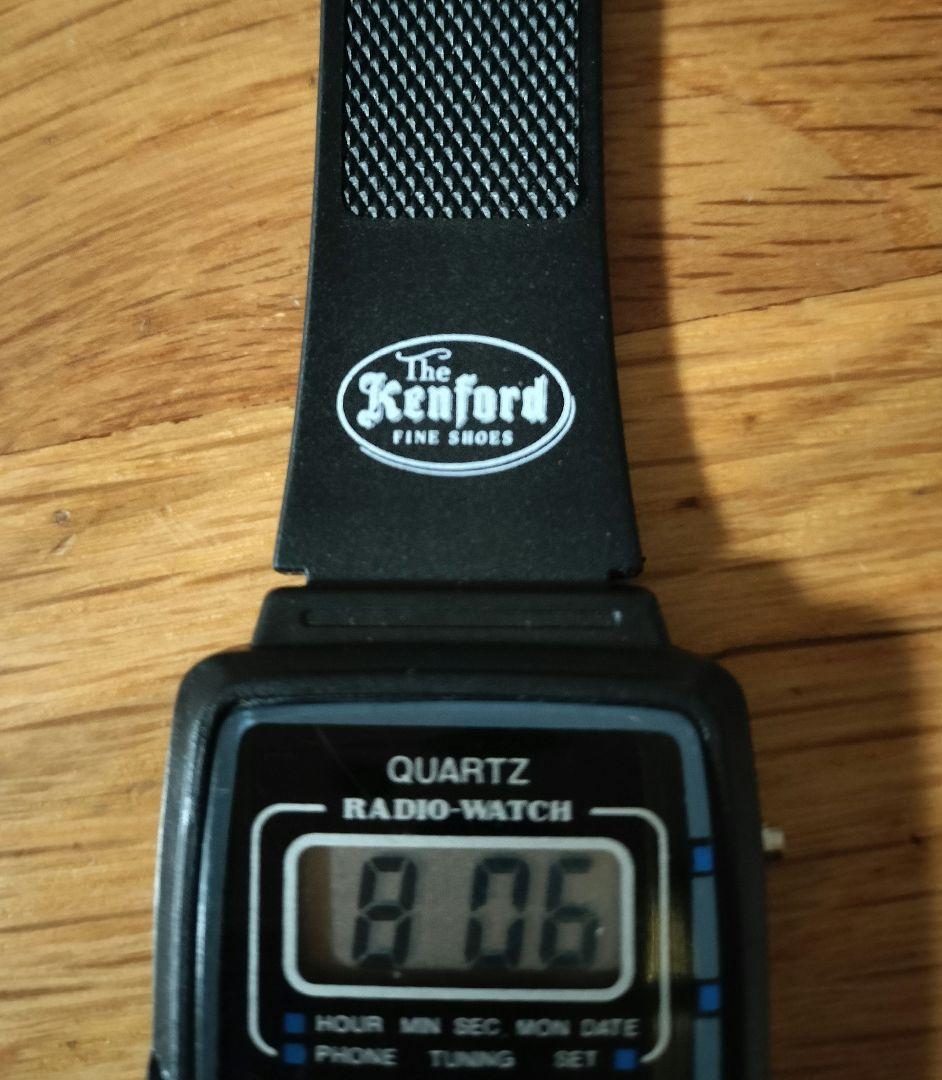 The
Kenford
FINE SHOES
QUARTZ
RADIO-WATCH
8 06
HOUR MIN SEC. MON DATE
PHONE TUNING SET